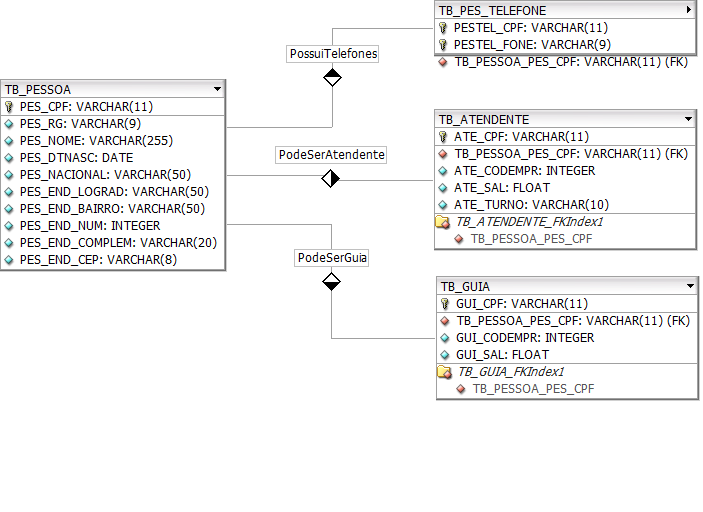 TB_PES_TELEFONE
PESTEL_CPF: VARCHAR(11)
PESTEL_FONE: VARCHAR(9)
TB_PESSOA_PES_CPF: VARCHAR(11) (FK)
PossuiTelefones
TB_PESSOA
PES_CPF: VARCHAR(11)
PES_RG: VARCHAR(9)
PES_NOME: VARCHAR(255)
PES_DTNASC: DATE
PES_NACIONAL: VARCHAR(50)
PES_END_LOGRAD: VARCHAR(50)
PES_END_BAIRRO: VARCHAR(50)
PES_END_NUM: INTEGER
PES_END_COMPLEM: VARCHAR(20)
PES_END_CEP: VARCHAR(8)
PodeSerAtendente
TB_ATENDENTE
ATE_CPF: VARCHAR(11)
TB_PESSOA_PES_CPF: VARCHAR(11) (FK)
ATE_CODEMPR: INTEGER
ATE_SAL: FLOAT
ATE_TURNO: VARCHAR(10)
TB_ATENDENTE_FKIndex1
TB_PESSOA_PES_CPF
PodeSerGuia
TB_GUIA
GUI_CPF: VARCHAR(11)
TB_PESSOA_PES_CPF: VARCHAR(11) (FK)
GUI_CODEMPR: INTEGER
GUI_SAL: FLOAT
TB_GUIA_FKIndex1
TB_PESSOA_PES_CPF